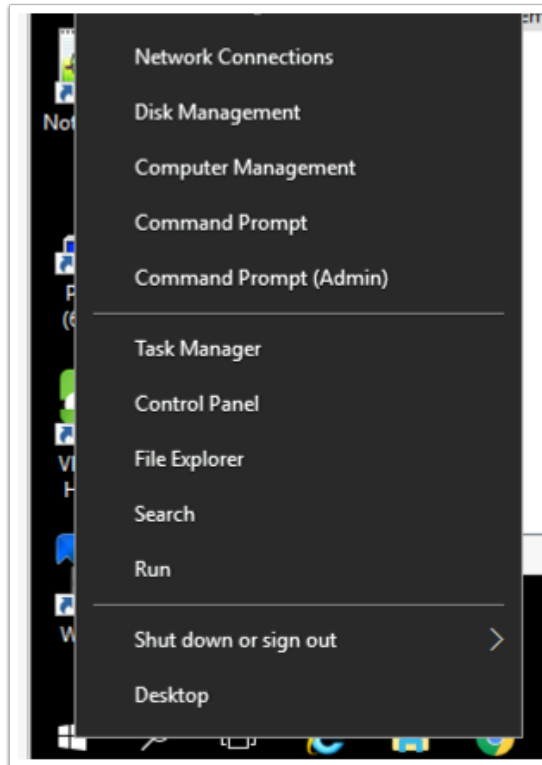 Network Connections
Disk Management
Computer Management
Command Prompt
Command Prompt (Admin)
Task Manager
Control Panel
File Explorer
Search
Run
Shut down or sign out
Desktop